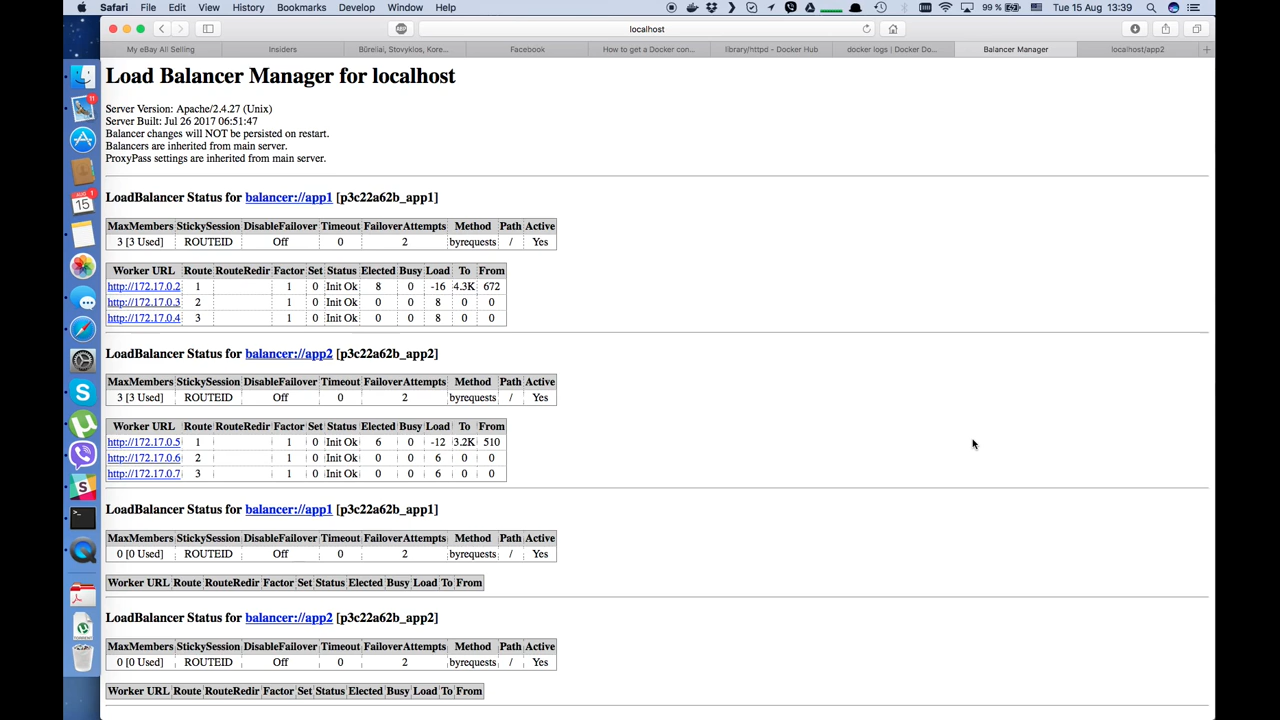 Safari File Edit View History Bookmarks Develop Window Help 99 % Tue 15 Aug 13:39
localhost
My eBay All Selling Insiders Būreliai, Stovyklos, Kore... Facebook How to get a Docker con... library/httpd - Docker Hub docker logs | Docker Do... Balancer Manager localhost/app2
Load Balancer Manager for localhost
Server Version: Apache/2.4.27 (Unix)
Server Built: Jul 26 2017 06:51:47
Balancer changes will NOT be persisted on restart.
Balancers are inherited from main server.
ProxyPass settings are inherited from main server.
LoadBalancer Status for balancer://app1 [p3c22a62b_app1]
MaxMembers StickySession DisableFailover Timeout FailoverAttempts Method Path Active
3 [3 Used] ROUTEID Off 0 2 byrequests / Yes
Worker URL Route RouteRedir Factor Set Status Elected Busy Load To From
http://172.17.0.2 1 1 0 Init Ok 8 0 -16 4.3K 672
http://172.17.0.3 2 1 0 Init Ok 0 0 8 0 0
http://172.17.0.4 3 1 0 Init Ok 0 0 8 0 0
LoadBalancer Status for balancer://app2 [p3c22a62b_app2]
MaxMembers StickySession DisableFailover Timeout FailoverAttempts Method Path Active
3 [3 Used] ROUTEID Off 0 2 byrequests / Yes
Worker URL Route RouteRedir Factor Set Status Elected Busy Load To From
http://172.17.0.5 1 1 0 Init Ok 6 0 -12 3.2K 510
http://172.17.0.6 2 1 0 Init Ok 0 0 6 0 0
http://172.17.0.7 3 1 0 Init Ok 0 0 6 0 0
LoadBalancer Status for balancer://app1 [p3c22a62b_app1]
MaxMembers StickySession DisableFailover Timeout FailoverAttempts Method Path Active
0 [0 Used] ROUTEID Off 0 2 byrequests / Yes
Worker URL Route RouteRedir Factor Set Status Elected Busy Load To From
LoadBalancer Status for balancer://app2 [p3c22a62b_app2]
MaxMembers StickySession DisableFailover Timeout FailoverAttempts Method Path Active
0 [0 Used] ROUTEID Off 0 2 byrequests / Yes
Worker URL Route RouteRedir Factor Set Status Elected Busy Load To From
11
AUG 1
15